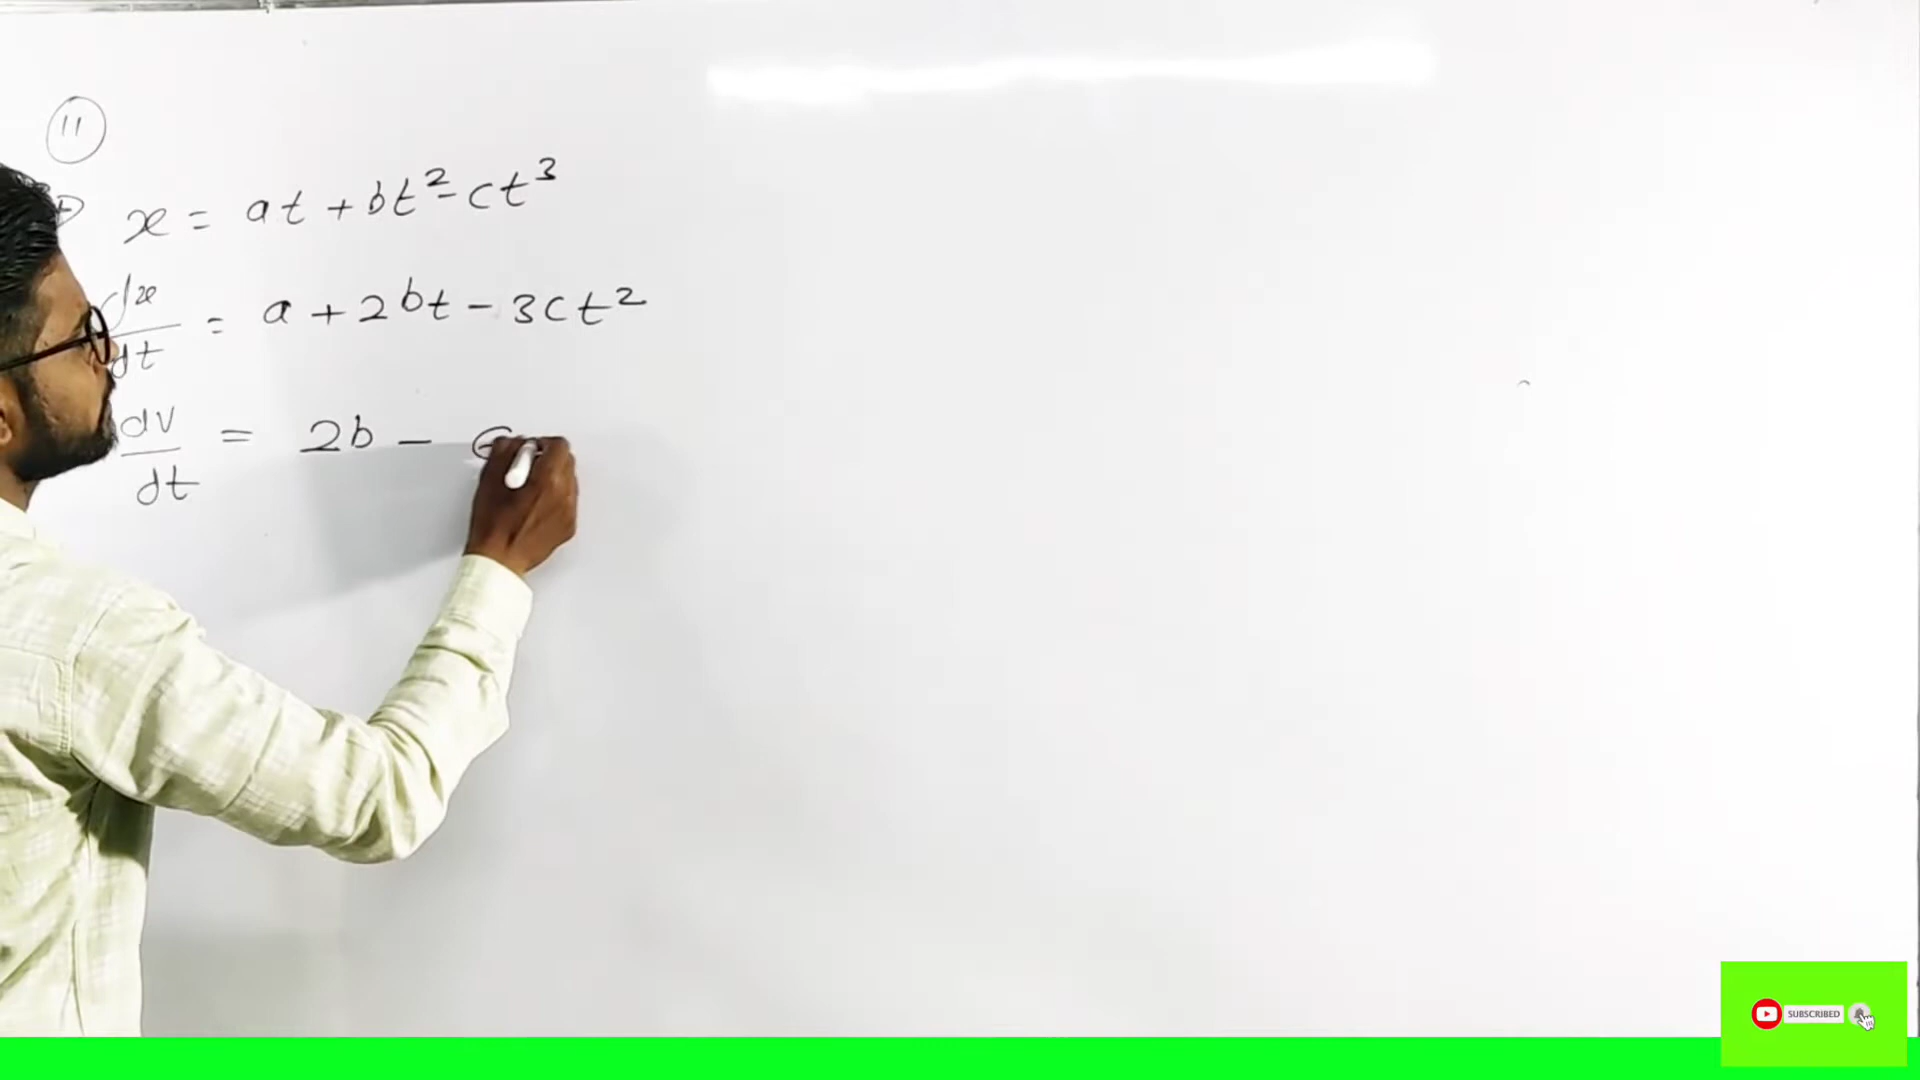 11
x = at + bt² - ct³
dx/dt = a + 2bt - 3ct²
dv/dt = 2b - 6
SUBSCRIBED